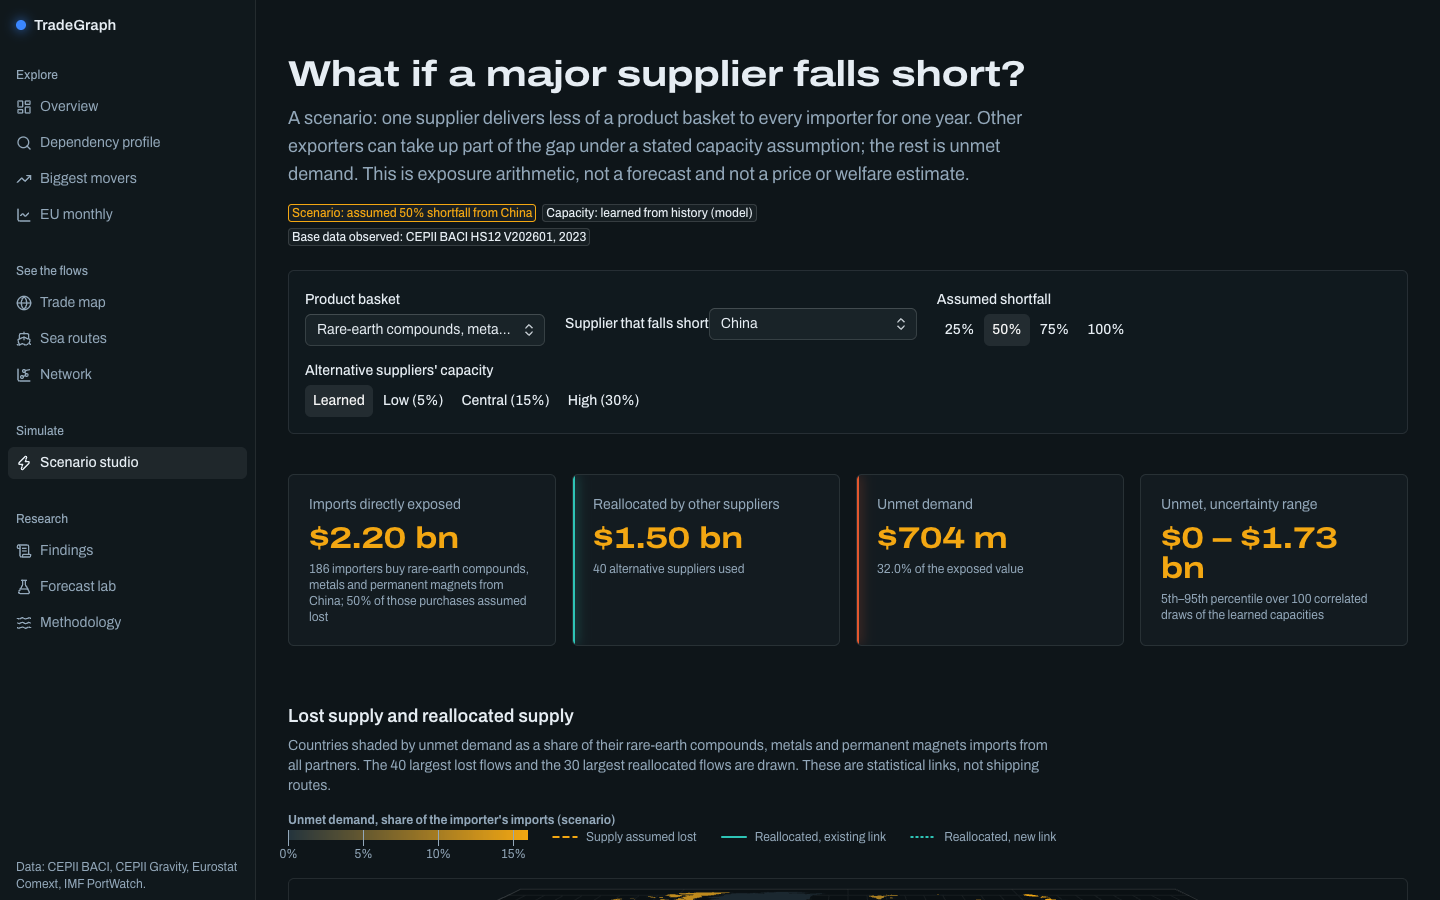 TradeGraph
Explore
Overview
Dependency profile
Biggest movers
EU monthly
See the flows
Trade map
Sea routes
Network
Simulate
Scenario studio
Research
Findings
Forecast lab
Methodology
Data: CEPII BACI, CEPII Gravity, Eurostat
Comext, IMF PortWatch.
What if a major supplier falls short?
A scenario: one supplier delivers less of a product basket to every importer for one year. Other
exporters can take up part of the gap under a stated capacity assumption; the rest is unmet
demand. This is exposure arithmetic, not a forecast and not a price or welfare estimate.
Scenario: assumed 50% shortfall from China
Capacity: learned from history (model)
Base data observed: CEPII BACI HS12 V202601, 2023
Product basket
Rare-earth compounds, meta...
Supplier that falls short
China
Assumed shortfall
25% 50% 75% 100%
Alternative suppliers' capacity
Learned Low (5%) Central (15%) High (30%)
Imports directly exposed
$2.20 bn
186 importers buy rare-earth compounds,
metals and permanent magnets from
China; 50% of those purchases assumed
lost
Reallocated by other suppliers
$1.50 bn
40 alternative suppliers used
Unmet demand
$704 m
32.0% of the exposed value
Unmet, uncertainty range
$0 – $1.73
bn
5th–95th percentile over 100 correlated
draws of the learned capacities
Lost supply and reallocated supply
Countries shaded by unmet demand as a share of their rare-earth compounds, metals and permanent magnets imports from
all partners. The 40 largest lost flows and the 30 largest reallocated flows are drawn. These are statistical links, not shipping
routes.
Unmet demand, share of the importer's imports (scenario)
0% 5% 10% 15%
Supply assumed lost
Reallocated, existing link
Reallocated, new link